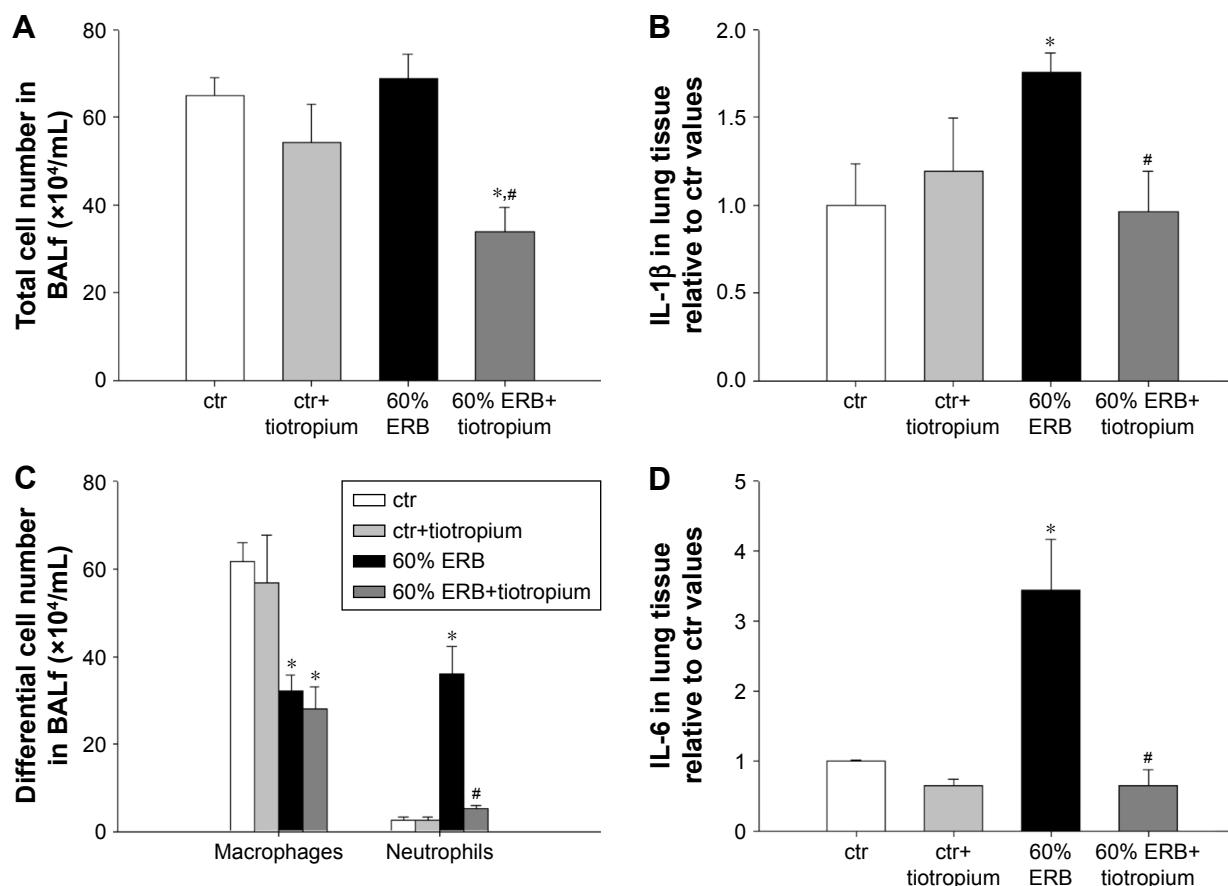 A
Total cell number in
BALf (×10⁴/mL)
80
60
40
20
0
*,#
ctr
ctr+
tiotropium
60%
ERB
60% ERB+
tiotropium
B
IL-1β in lung tissue
relative to ctr values
2.0
1.5
1.0
0.5
0.0
*
#
ctr
ctr+
tiotropium
60%
ERB
60% ERB+
tiotropium
C
Differential cell number
in BALf (×10⁴/mL)
80
60
40
20
0
ctr
ctr+tiotropium
60% ERB
60% ERB+tiotropium
*
*
*
#
Macrophages
Neutrophils
D
IL-6 in lung tissue
relative to ctr values
5
4
3
2
1
0
*
#
ctr
ctr+
tiotropium
60%
ERB
60% ERB+
tiotropium